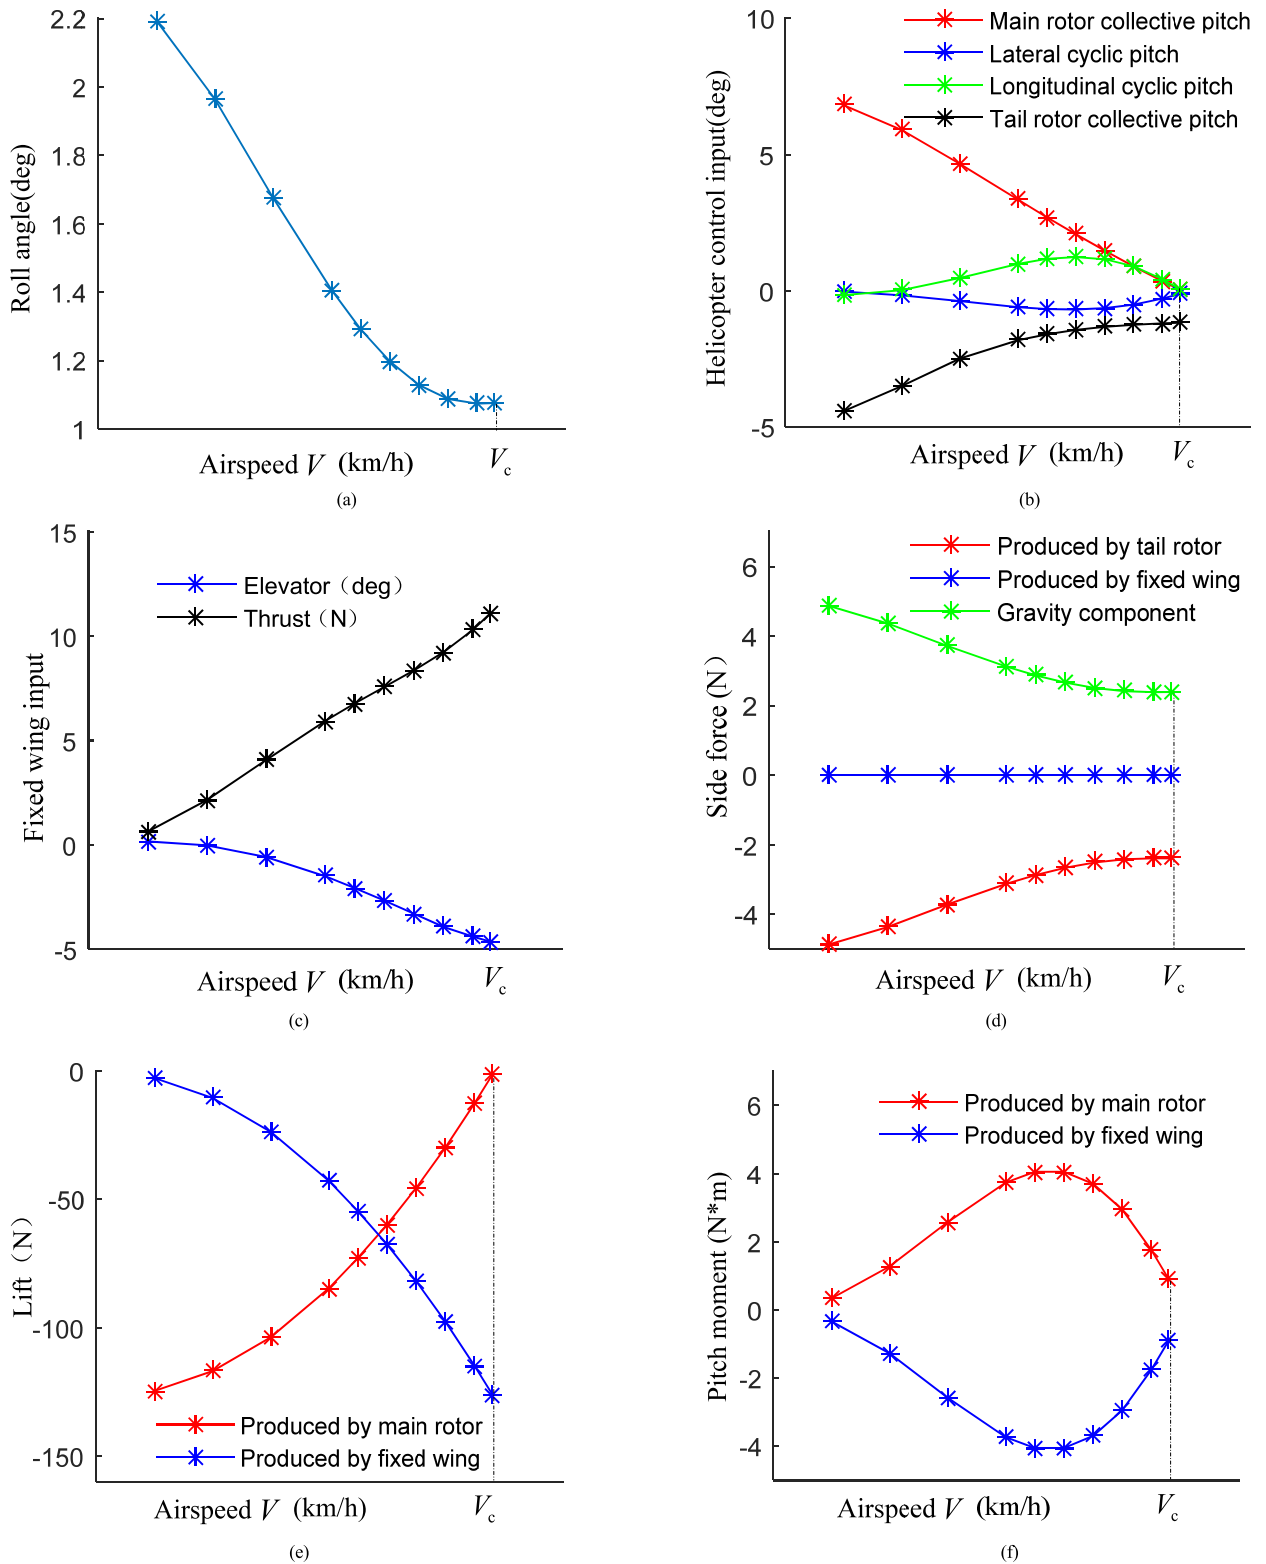 2.2
2
1.8
1.6
1.4
1.2
1
Roll angle(deg)
Airspeed V (km/h)
Vc
(a)
10
5
0
-5
Helicopter control input(deg)
Main rotor collective pitch
Lateral cyclic pitch
Longitudinal cyclic pitch
Tail rotor collective pitch
Airspeed V (km/h)
Vc
(b)
15
10
5
0
-5
Fixed wing input
Elevator（deg）
Thrust（N）
Airspeed V (km/h)
Vc
(c)
6
4
2
0
-2
-4
Side force (N）
Produced by tail rotor
Produced by fixed wing
Gravity component
Airspeed V (km/h)
Vc
(d)
0
-50
-100
-150
Lift（N）
Produced by main rotor
Produced by fixed wing
Airspeed V (km/h)
Vc
(e)
6
4
2
0
-2
-4
Pitch moment (N*m)
Produced by main rotor
Produced by fixed wing
Airspeed V (km/h)
Vc
(f)